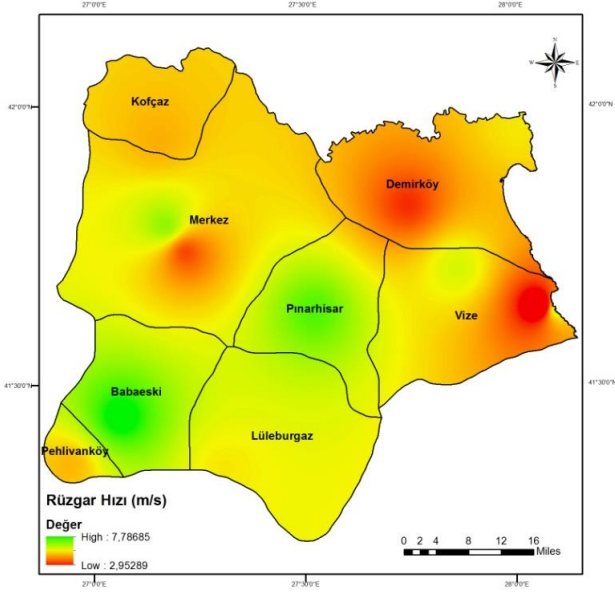 27°0'0"E 27°30'0"E 28°0'0"E
N
W E
S
42°0'0"N 42°0'0"N
Kofçaz
Demirköy
Merkez
Pınarhisar
Vize
41°30'0"N 41°30'0"N
Babaeski
Lüleburgaz
Pehlivanköy
Rüzgar Hızı (m/s)
Değer
High : 7,78685
Low : 2,95289
0 2 4 8 12 16
Miles
27°0'0"E 27°30'0"E 28°0'0"E